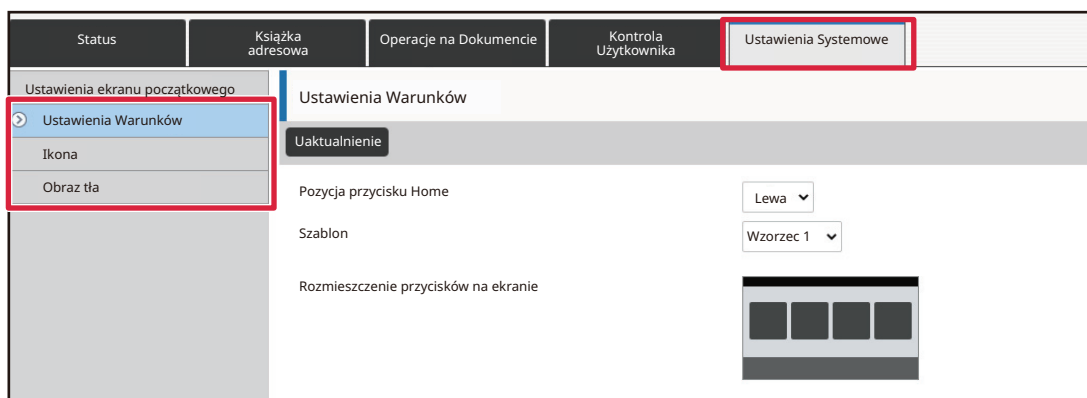 Status
Książka
adresowa
Operacje na Dokumencie
Kontrola
Użytkownika
Ustawienia Systemowe
Ustawienia ekranu początkowego
Ustawienia Warunków
Ikona
Obraz tła
Ustawienia Warunków
Uaktualnienie
Pozycja przycisku Home
Lewa
Szablon
Wzorzec 1
Rozmieszczenie przycisków na ekranie